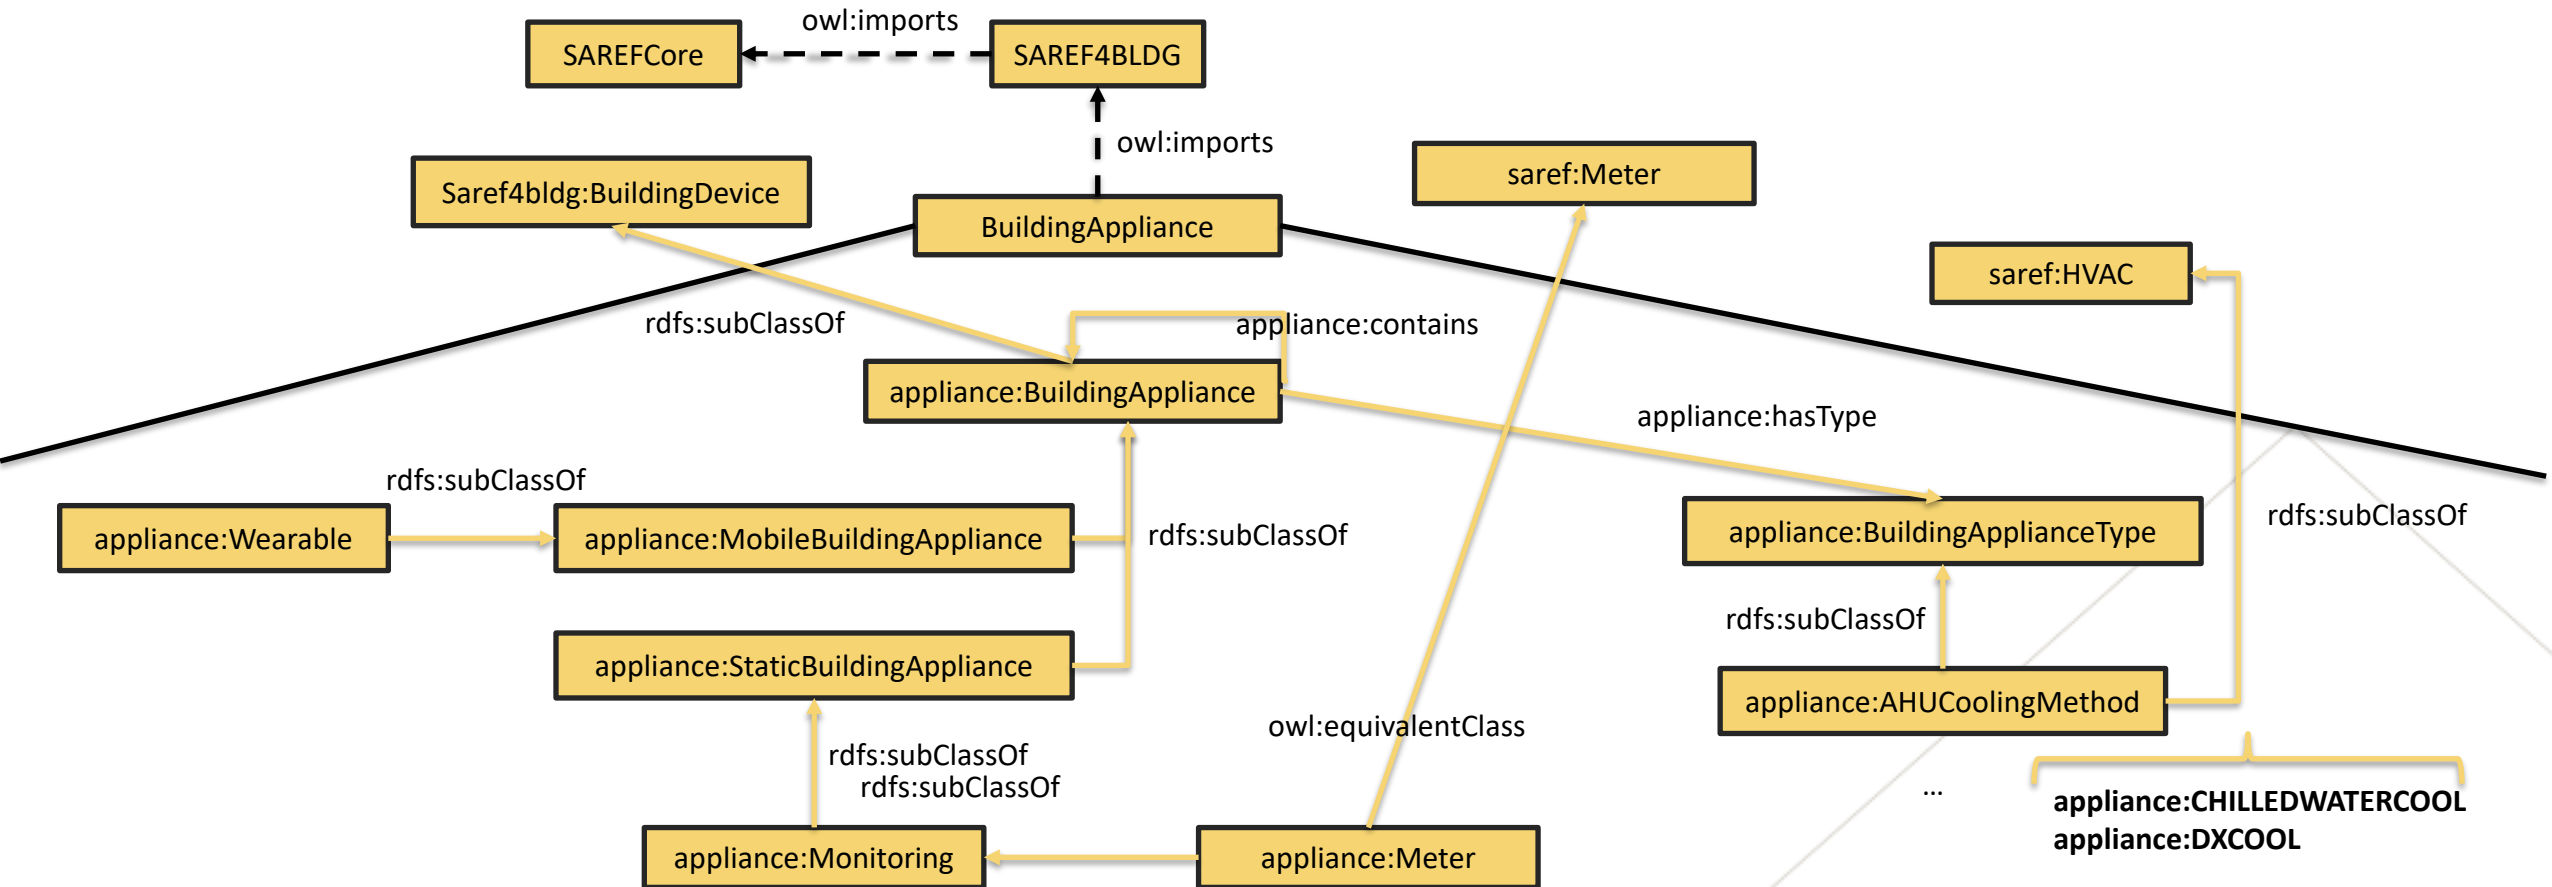 owl:imports
SAREFCore
SAREF4BLDG
owl:imports
saref:Meter
Saref4bldg:BuildingDevice
BuildingAppliance
saref:HVAC
rdfs:subClassOf
appliance:contains
appliance:BuildingAppliance
appliance:hasType
rdfs:subClassOf
appliance:Wearable
appliance:MobileBuildingAppliance
rdfs:subClassOf
appliance:BuildingApplianceType
rdfs:subClassOf
rdfs:subClassOf
appliance:StaticBuildingAppliance
appliance:AHUCoolingMethod
owl:equivalentClass
rdfs:subClassOf
rdfs:subClassOf
...
appliance:CHILLEDWATERCOOL
appliance:DXCOOL
appliance:Monitoring
appliance:Meter